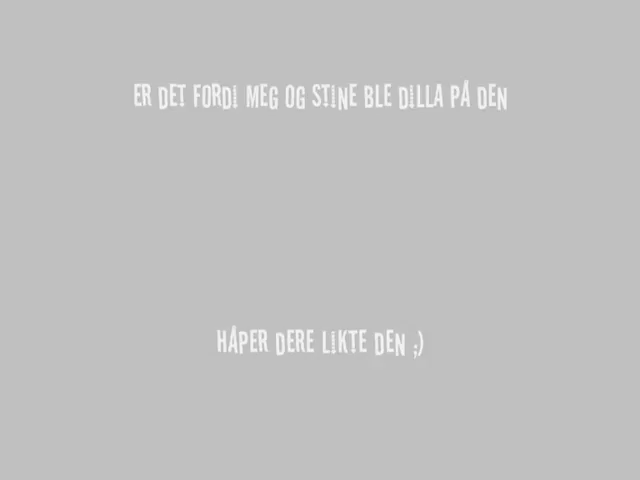 ER DET FORDI MEG OG STINE BLE DILLA PÅ DEN
HÅPER DERE LIKTE DEN ;)